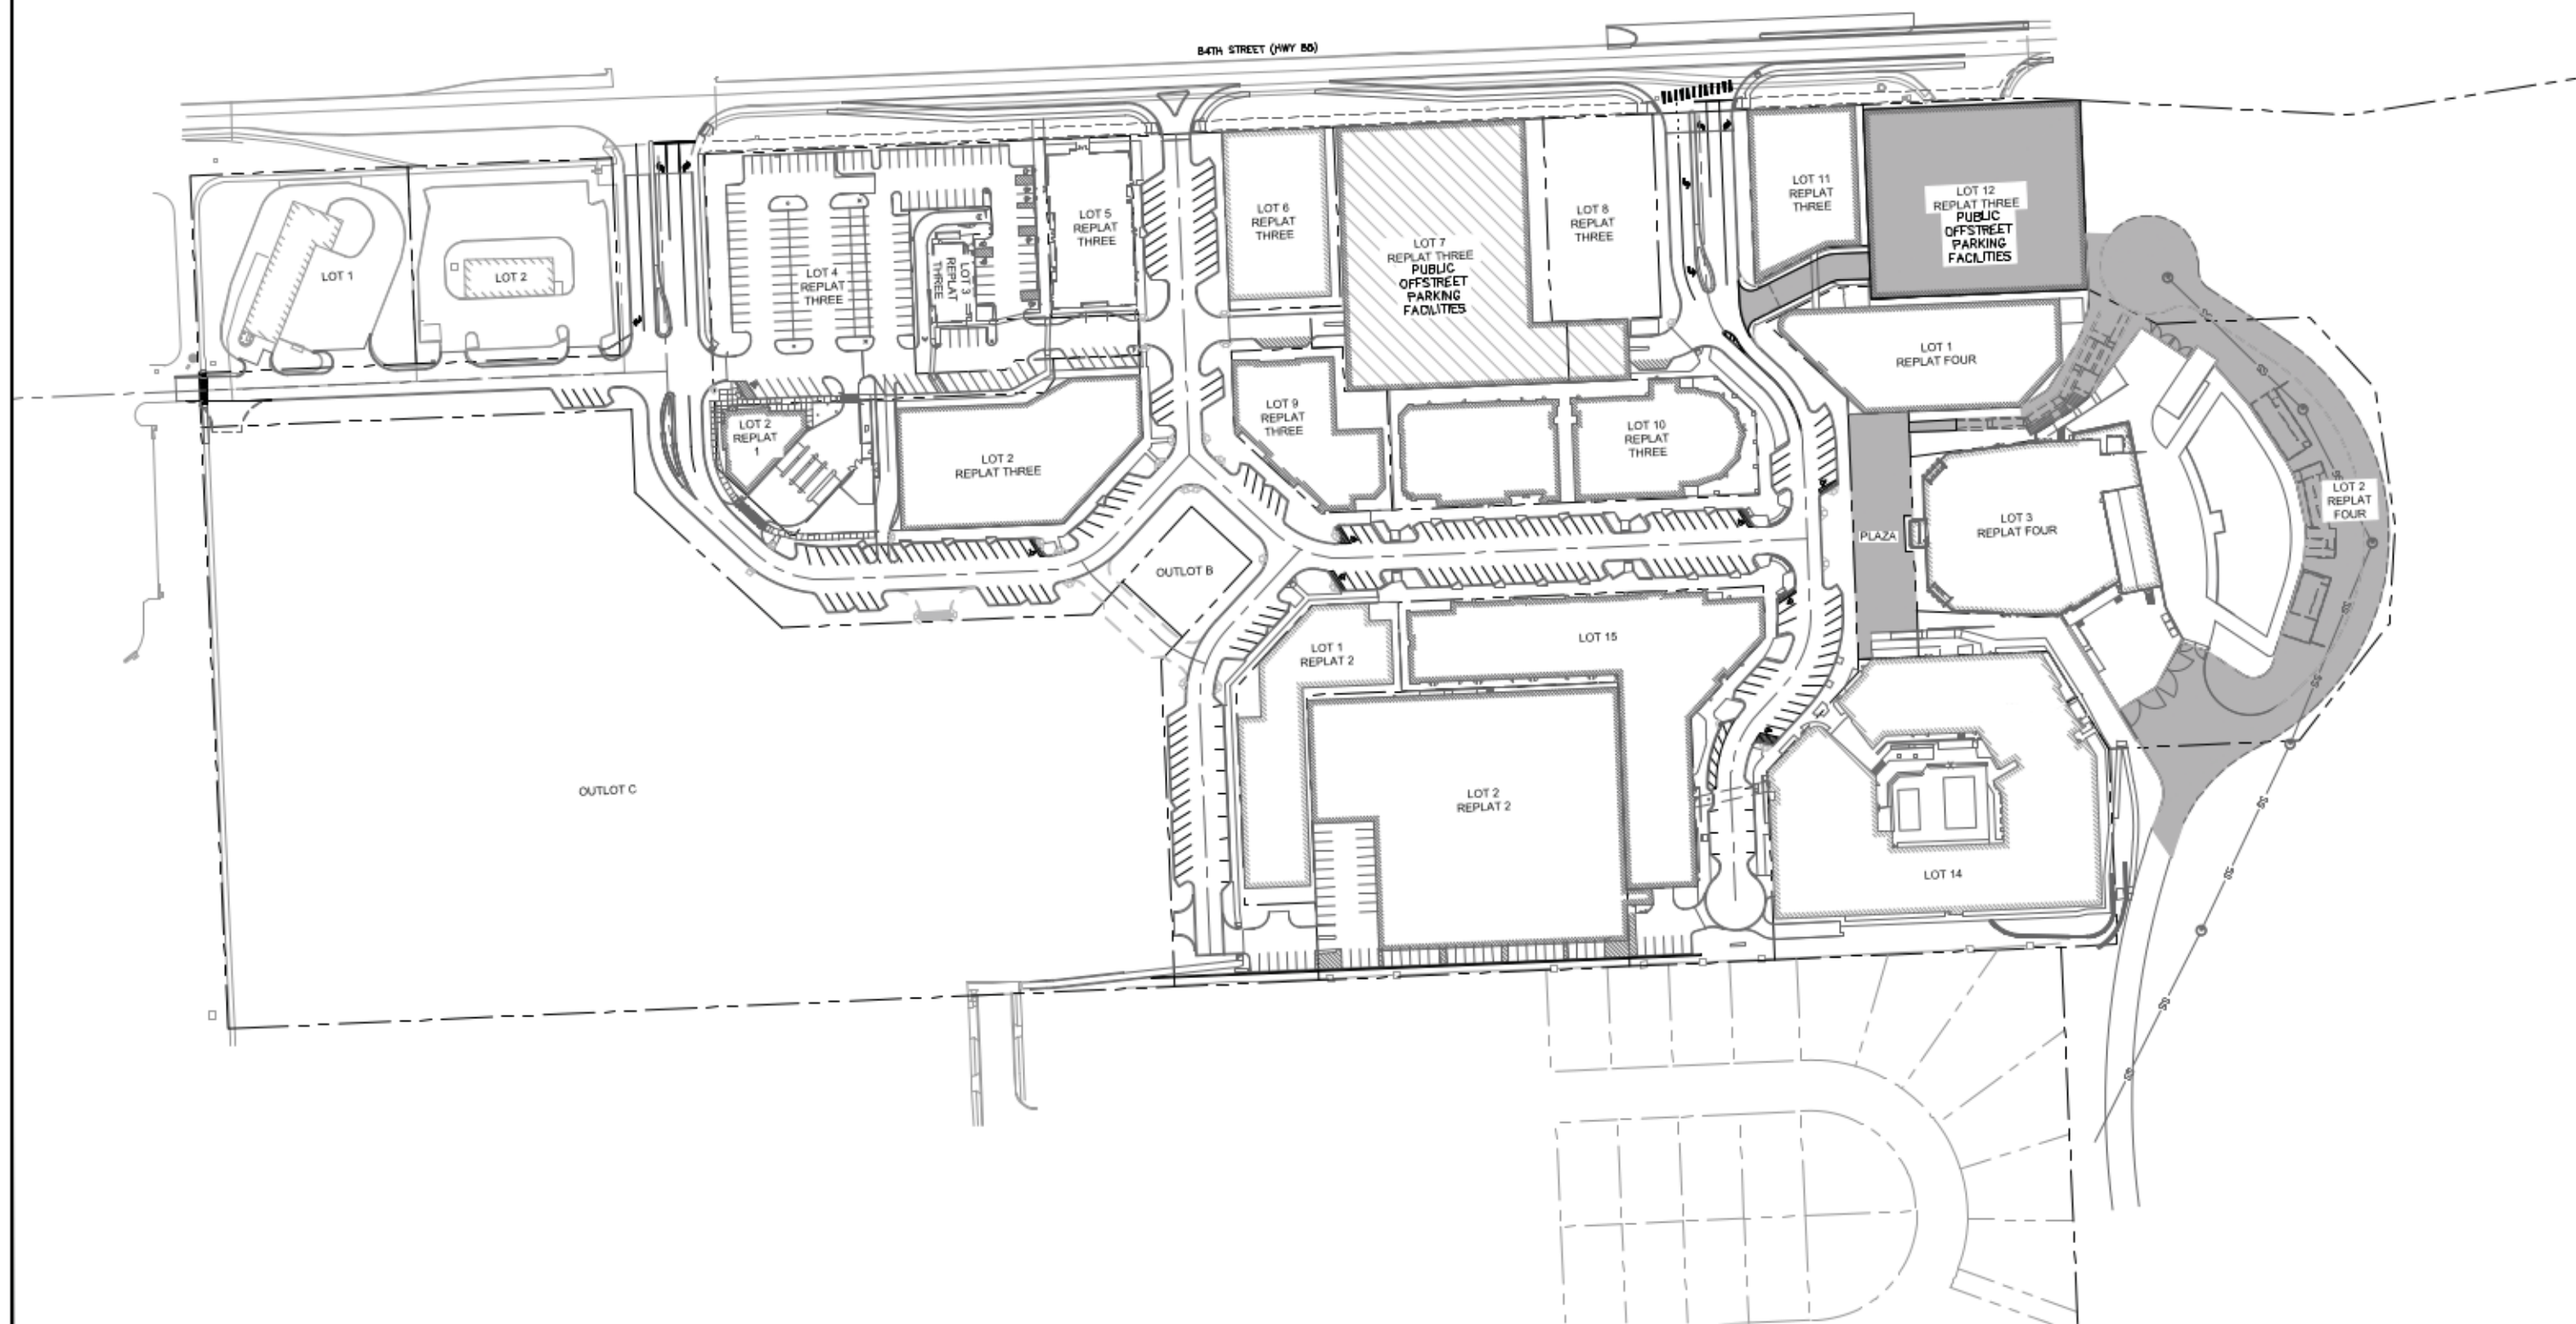 84TH STREET (HWY 85)
LOT 1
LOT 2
LOT 4
REPLAT
THREE
LOT 3
REPLAT
THREE
LOT 5
REPLAT
THREE
LOT 6
REPLAT
THREE
LOT 7
REPLAT THREE
PUBLIC
OFFSTREET
PARKING
FACILITIES
LOT 8
REPLAT
THREE
LOT 11
REPLAT
THREE
LOT 12
REPLAT THREE
PUBLIC
OFFSTREET
PARKING
FACILITIES
LOT 1
REPLAT FOUR
LOT 2
REPLAT
1
LOT 2
REPLAT THREE
LOT 9
REPLAT
THREE
LOT 10
REPLAT
THREE
LOT 2
REPLAT
FOUR
LOT 3
REPLAT FOUR
PLAZA
OUTLOT B
LOT 1
REPLAT 2
LOT 15
OUTLOT C
LOT 2
REPLAT 2
LOT 14
SS
SS
SS
SS
SS
SS
SS